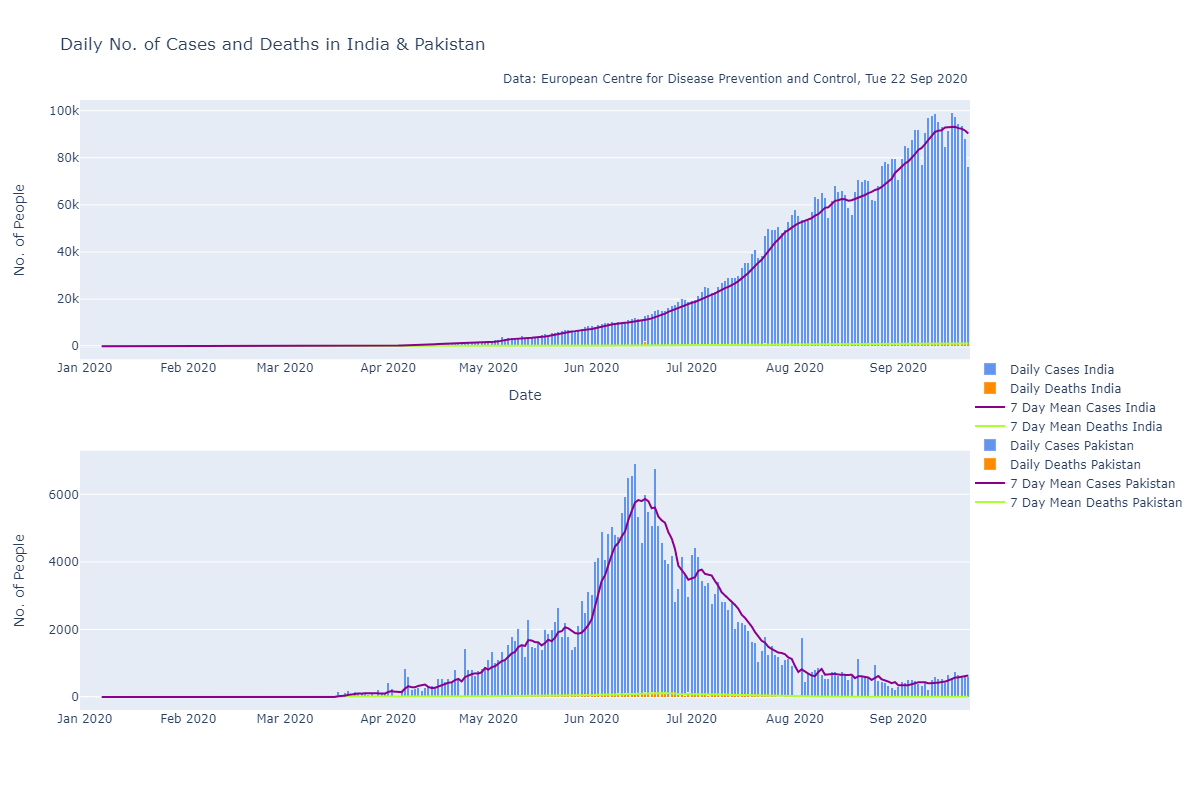 Daily No. of Cases and Deaths in India & Pakistan
Data: European Centre for Disease Prevention and Control, Tue 22 Sep 2020
100k
80k
60k
40k
20k
0
No. of People
Jan 2020 Feb 2020 Mar 2020 Apr 2020 May 2020 Jun 2020 Jul 2020 Aug 2020 Sep 2020
Date
Daily Cases India
Daily Deaths India
7 Day Mean Cases India
7 Day Mean Deaths India
Daily Cases Pakistan
Daily Deaths Pakistan
7 Day Mean Cases Pakistan
7 Day Mean Deaths Pakistan
6000
4000
2000
0
No. of People
Jan 2020 Feb 2020 Mar 2020 Apr 2020 May 2020 Jun 2020 Jul 2020 Aug 2020 Sep 2020